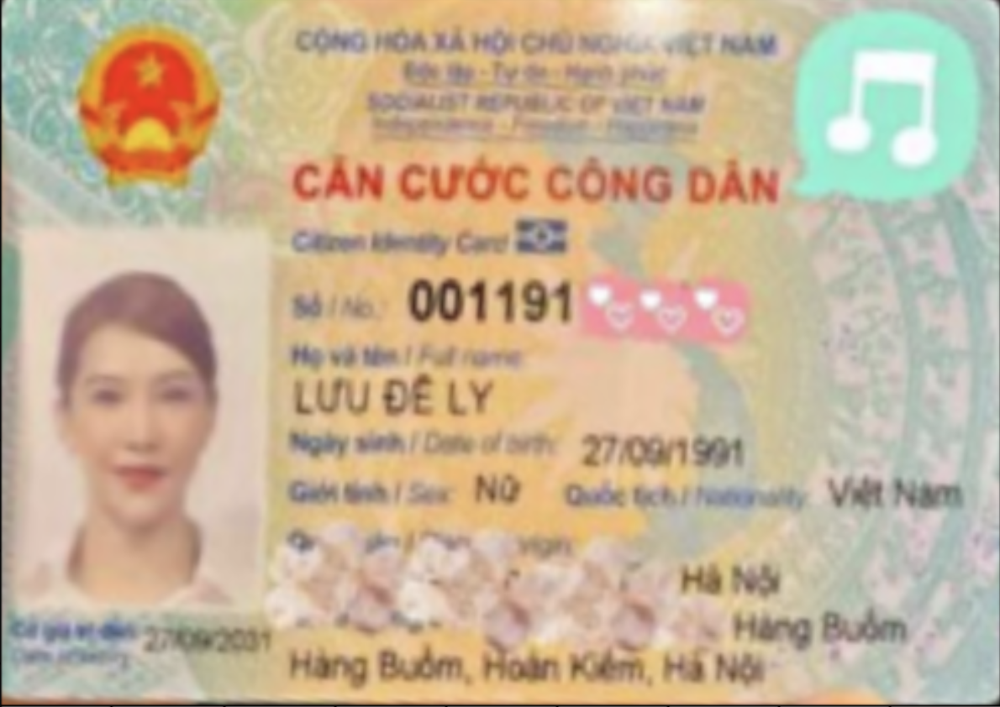 CỘNG HÒA XÃ HỘI CHỦ NGHĨA VIỆT NAM
Độc lập - Tự do - Hạnh phúc
SOCIALIST REPUBLIC OF VIET NAM
Independence - Freedom - Happiness
CĂN CƯỚC CÔNG DÂN
Citizen Identity Card
Số / No.: 001191
Họ và tên / Full name:
LƯU ĐÊ LY
Ngày sinh / Date of birth: 27/09/1991
Giới tính / Sex: Nữ Quốc tịch / Nationality: Việt Nam
Hà Nội
Có giá trị đến: 27/09/2031
Date of expiry
Hàng Buồm
Hàng Buồm, Hoàn Kiếm, Hà Nội